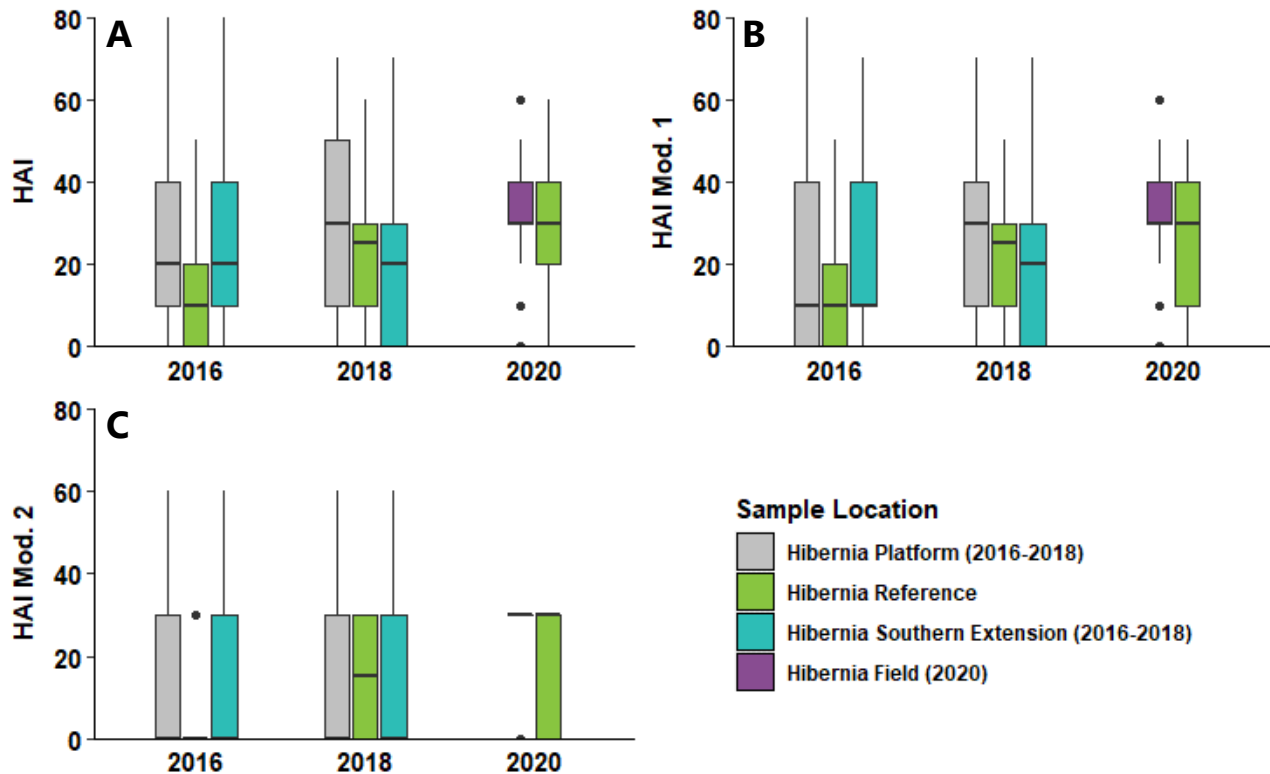 A
HAI
80
60
40
20
0
2016 2018 2020
B
HAI Mod. 1
80
60
40
20
0
2016 2018 2020
C
HAI Mod. 2
80
60
40
20
0
2016 2018 2020
Sample Location
Hibernia Platform (2016-2018)
Hibernia Reference
Hibernia Southern Extension (2016-2018)
Hibernia Field (2020)